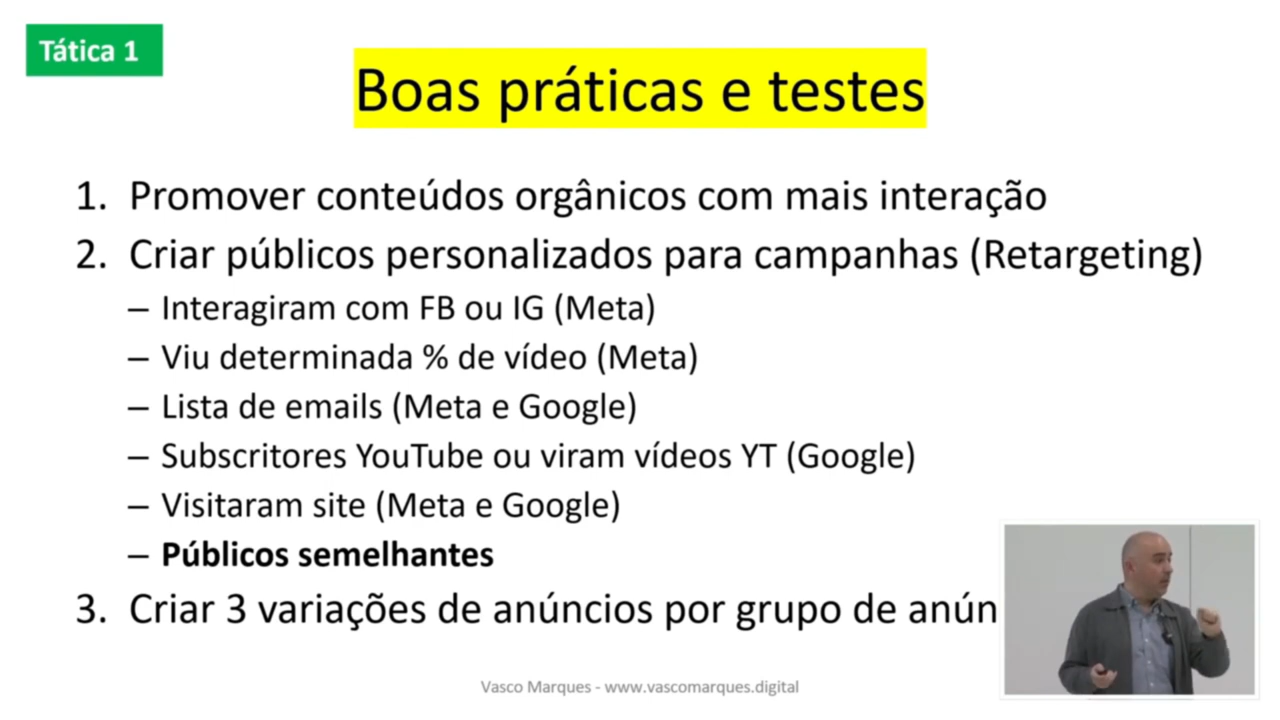 Tática 1
Boas práticas e testes
1. Promover conteúdos orgânicos com mais interação
2. Criar públicos personalizados para campanhas (Retargeting)
– Interagiram com FB ou IG (Meta)
– Viu determinada % de vídeo (Meta)
– Lista de emails (Meta e Google)
– Subscritores YouTube ou viram vídeos YT (Google)
– Visitaram site (Meta e Google)
– Públicos semelhantes
3. Criar 3 variações de anúncios por grupo de
Vasco Marques - www.vascomarques.digital